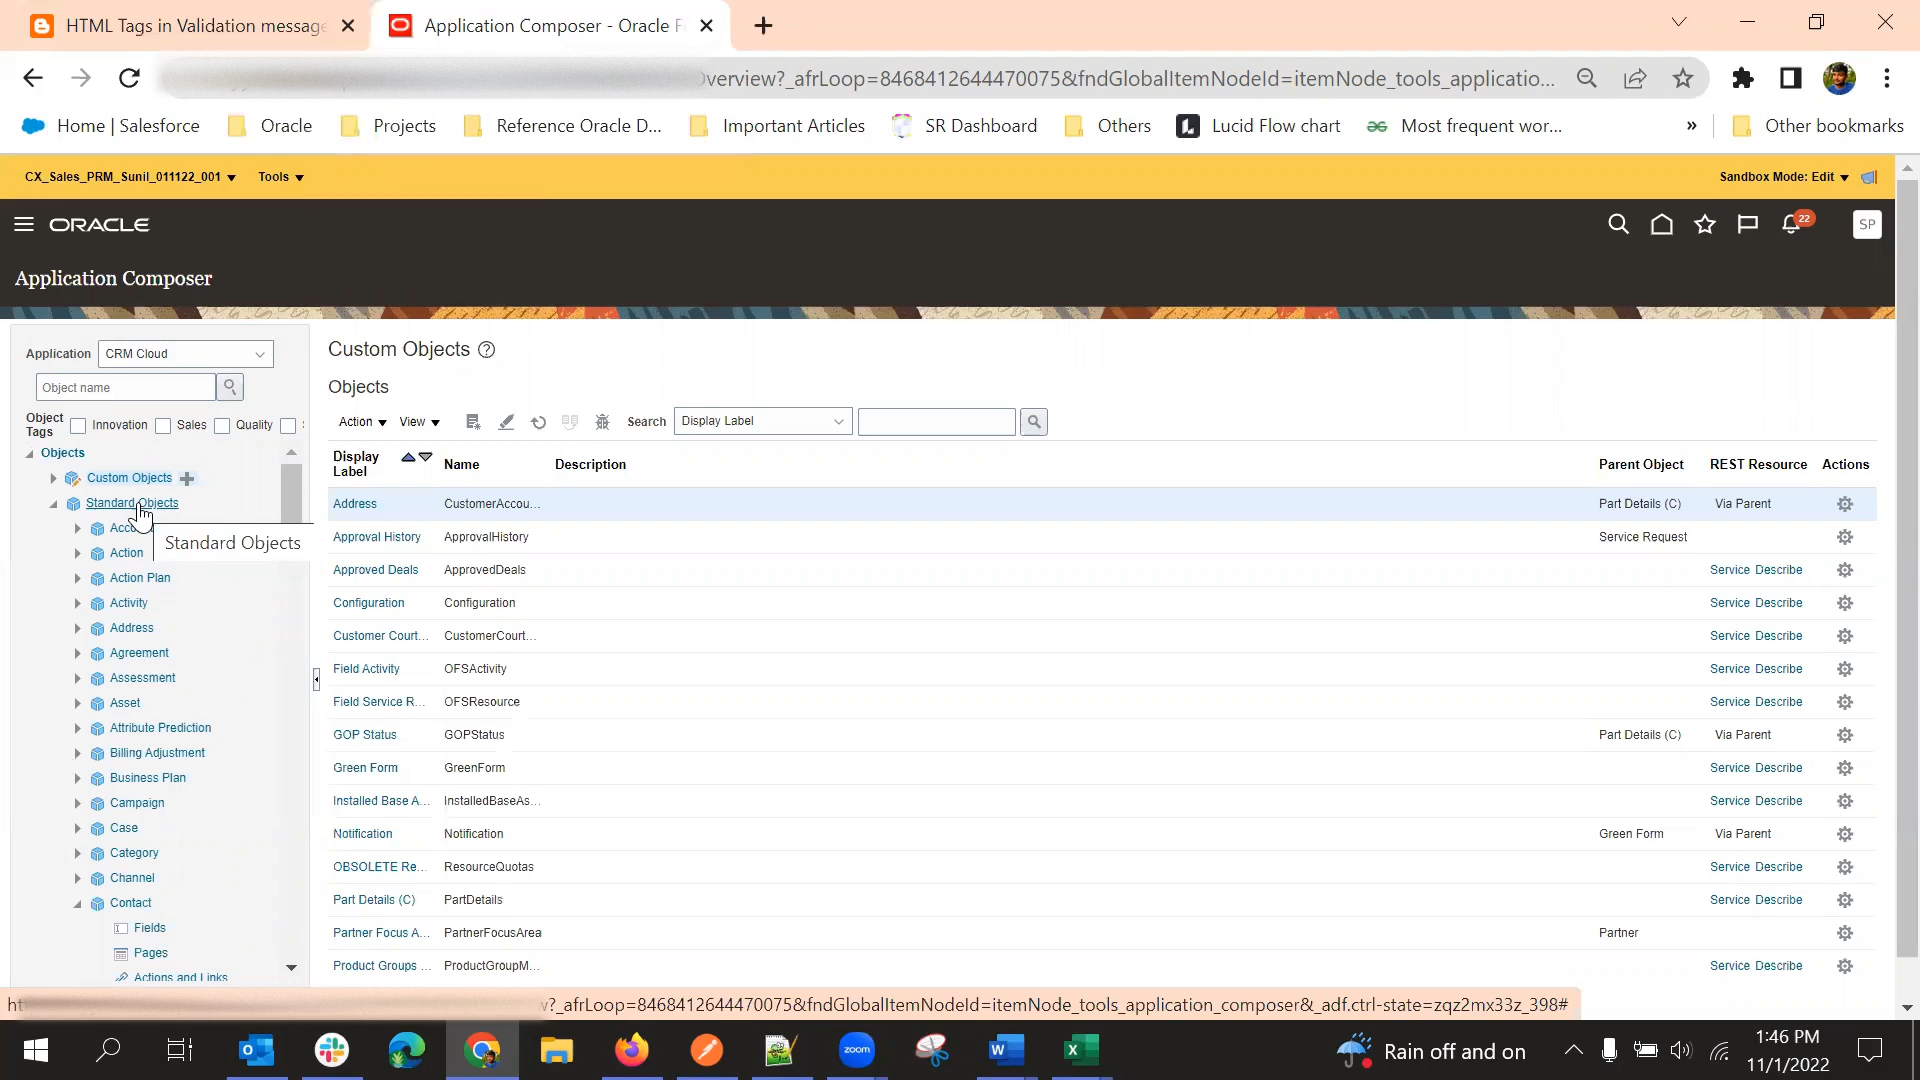 HTML Tags in Validation message
Application Composer - Oracle F
verview?_afrLoop=8468412644470075&fndGlobalItemNodeId=itemNode_tools_applicatio...
Home | Salesforce
Oracle
Projects
Reference Oracle D...
Important Articles
SR Dashboard
Others
Lucid Flow chart
Most frequent wor...
»
Other bookmarks
CX_Sales_PRM_Sunil_011122_001
Tools
Sandbox Mode: Edit
ORACLE
22
SP
Application Composer
Application
CRM Cloud
Object name
Object Tags
Innovation
Sales
Quality
Objects
Custom Objects
Standard Objects
Acc
Standard Objects
Action
Action Plan
Activity
Address
Agreement
Assessment
Asset
Attribute Prediction
Billing Adjustment
Business Plan
Campaign
Case
Category
Channel
Contact
Fields
Pages
Actions and Links
Custom Objects
Objects
Action
View
Search
Display Label
Display Label Name Description Parent Object REST Resource Actions
Address CustomerAccou... Part Details (C) Via Parent
Approval History ApprovalHistory Service Request
Approved Deals ApprovedDeals Service Describe
Configuration Configuration Service Describe
Customer Court... CustomerCourt... Service Describe
Field Activity OFSActivity Service Describe
Field Service R... OFSResource Service Describe
GOP Status GOPStatus Part Details (C) Via Parent
Green Form GreenForm Service Describe
Installed Base A... InstalledBaseAs... Service Describe
Notification Notification Green Form Via Parent
OBSOLETE Re... ResourceQuotas Service Describe
Part Details (C) PartDetails Service Describe
Partner Focus A... PartnerFocusArea Partner
Product Groups ... ProductGroupM... Service Describe
?_afrLoop=8468412644470075&fndGlobalItemNodeId=itemNode_tools_application_composer&_adf.ctrl-state=zqz2mx33z_398#
zoom
Rain off and on
1:46 PM
11/1/2022